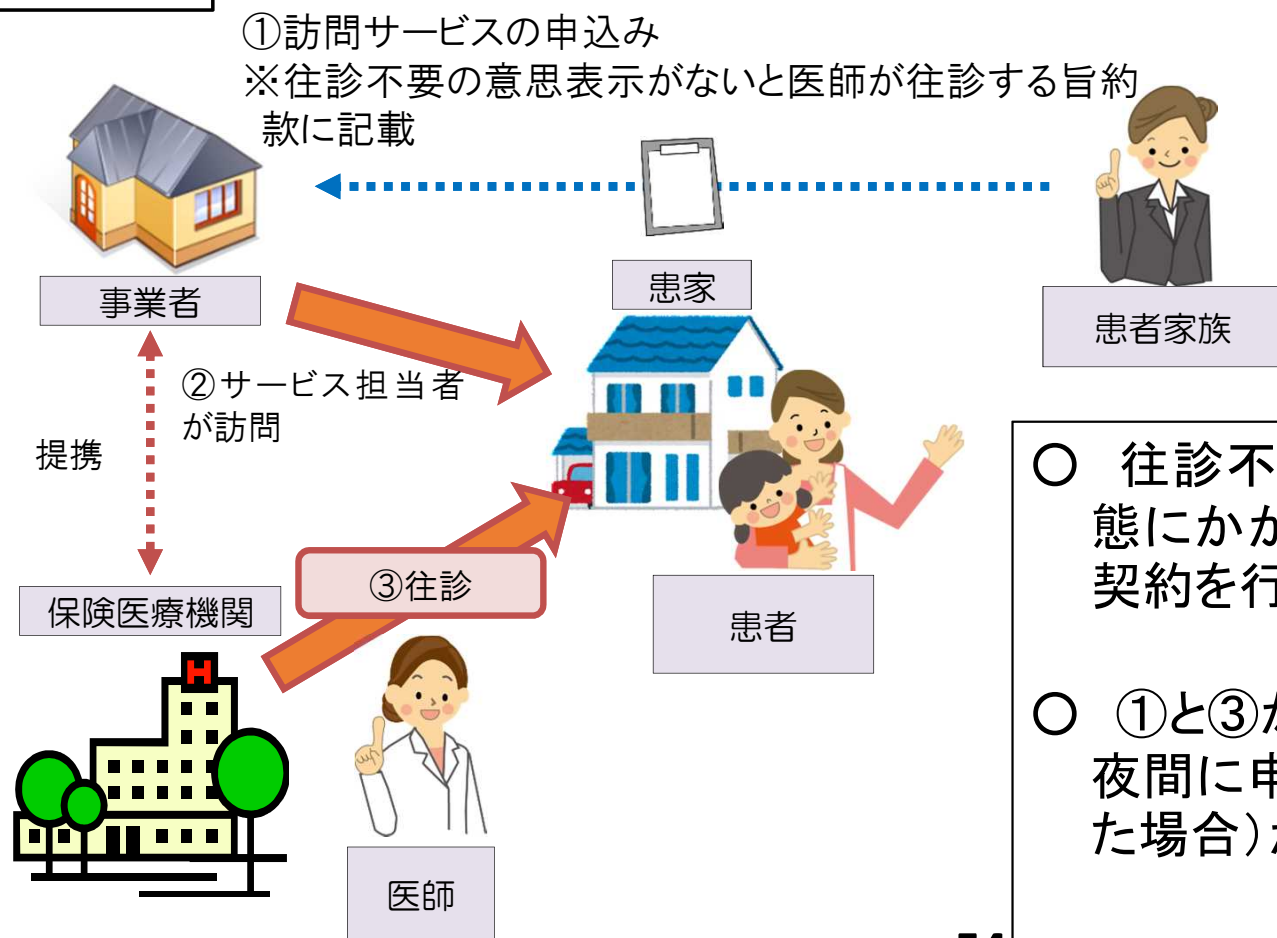 ①訪問サービスの申込み
※往診不要の意思表示がないと医師が往診する旨約
款に記載
事業者
患家
患者家族
②サービス担当者
が訪問
提携
③往診
保険医療機関
患者
医師
○　往診不
態にかか
契約を行
○　①と③が
夜間に申
た場合)が